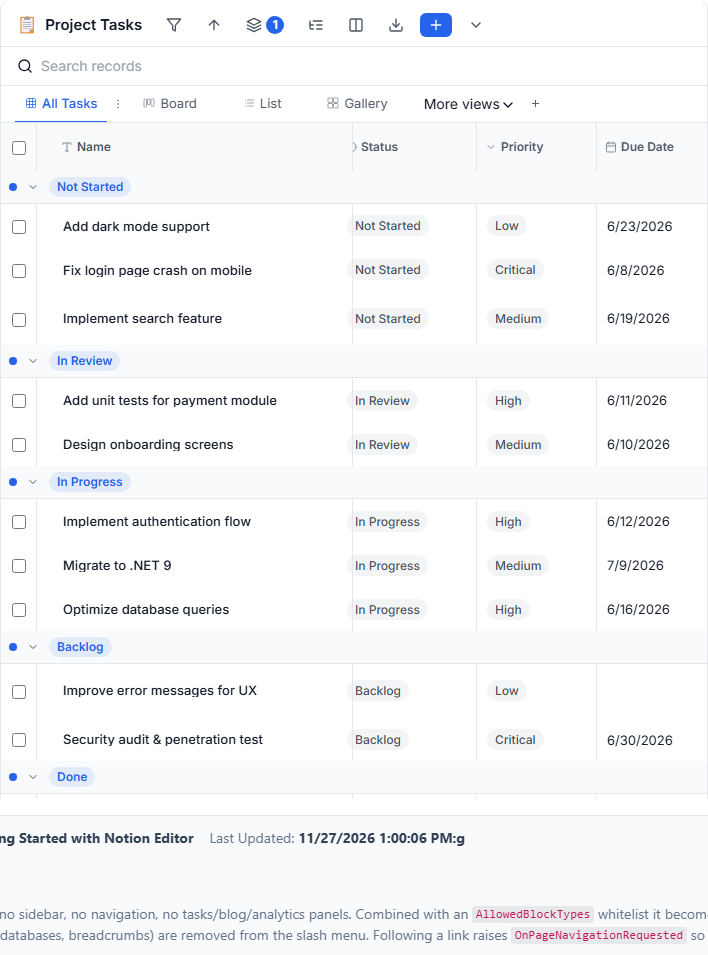 Project Tasks 1
Search records
All Tasks Board List Gallery More views
Name Status Priority Due Date
Not Started
Add dark mode support Not Started Low 6/23/2026
Fix login page crash on mobile Not Started Critical 6/8/2026
Implement search feature Not Started Medium 6/19/2026
In Review
Add unit tests for payment module In Review High 6/11/2026
Design onboarding screens In Review Medium 6/10/2026
In Progress
Implement authentication flow In Progress High 6/12/2026
Migrate to .NET 9 In Progress Medium 7/9/2026
Optimize database queries In Progress High 6/16/2026
Backlog
Improve error messages for UX Backlog Low
Security audit & penetration test Backlog Critical 6/30/2026
Done
ng Started with Notion Editor Last Updated: 11/27/2026 1:00:06 PM:g
no sidebar, no navigation, no tasks/blog/analytics panels. Combined with an AllowedBlockTypes whitelist it becom
databases, breadcrumbs) are removed from the slash menu. Following a link raises OnPageNavigationRequested so